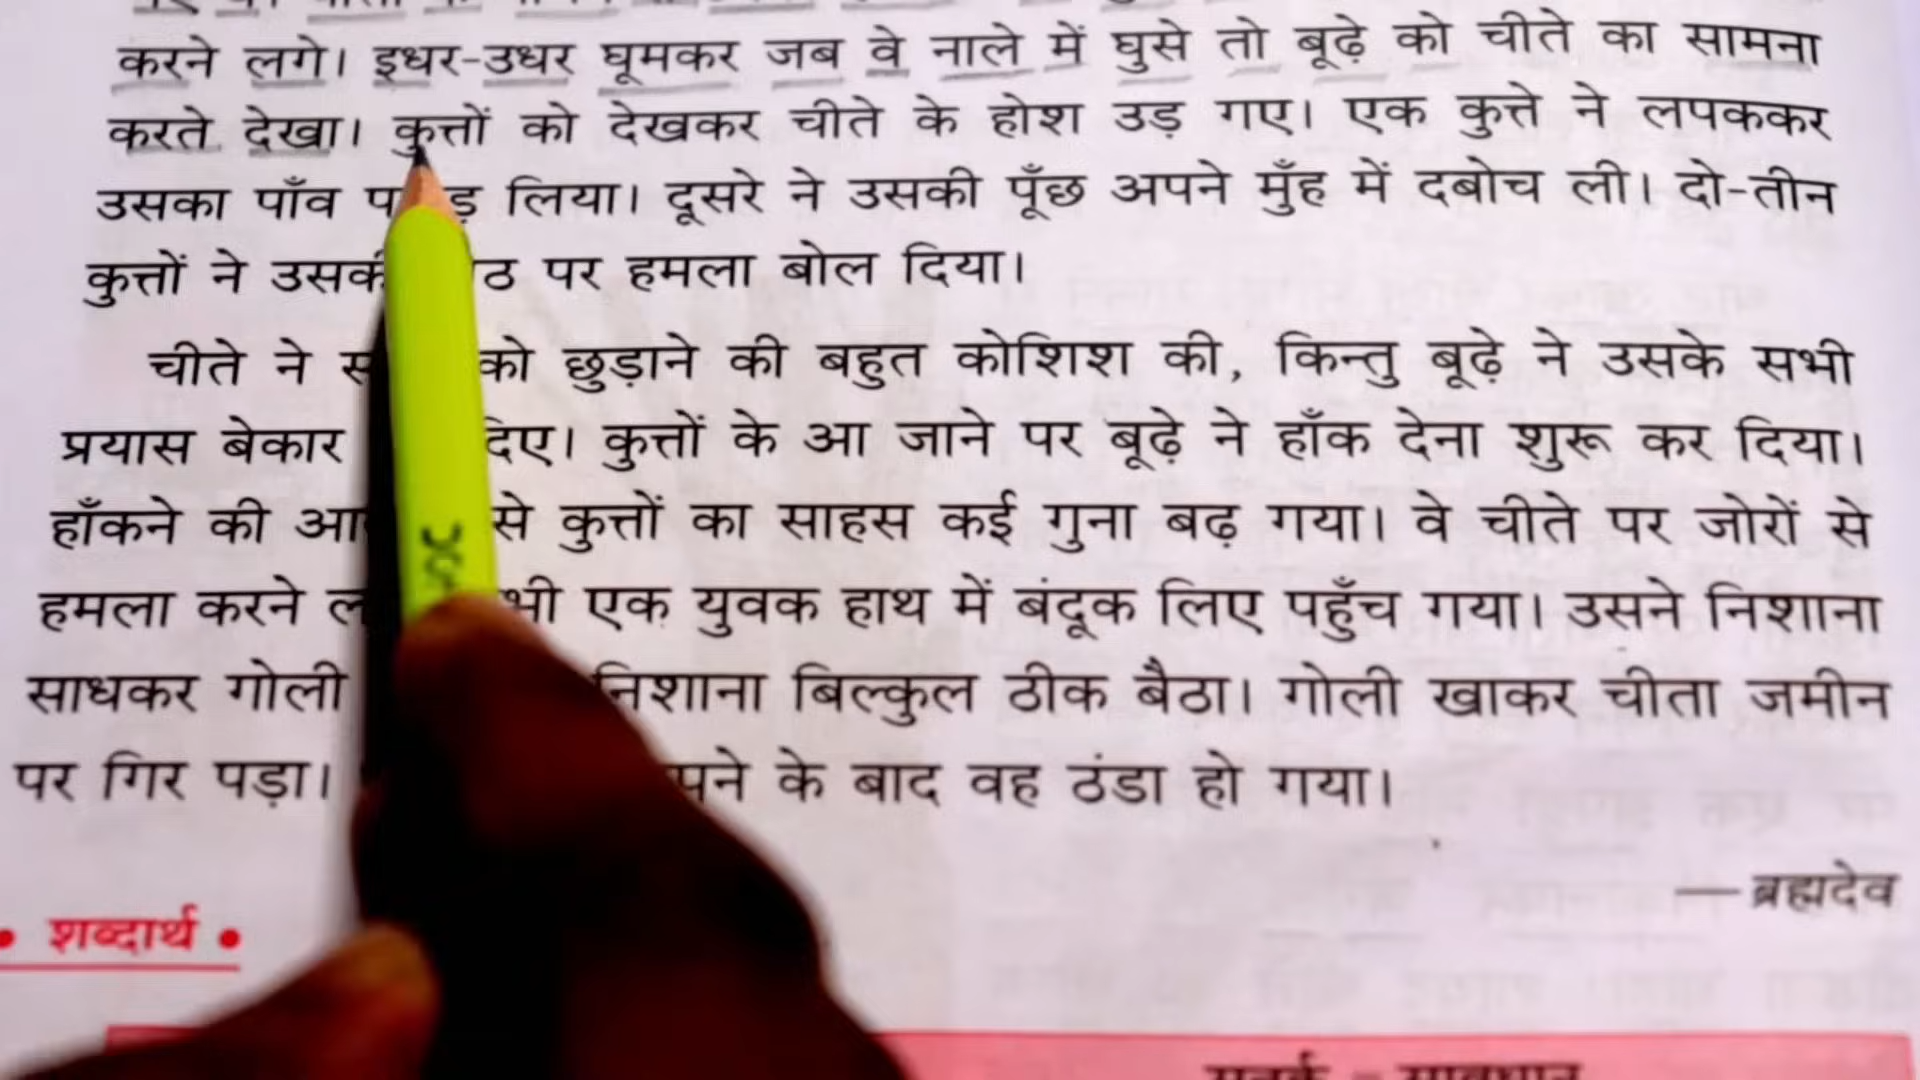 करने लगे। इधर-उधर घूमकर जब वे नाले में घुसे तो बूढ़े को चीते का सामना
करते देखा। कुत्तों को देखकर चीते के होश उड़ गए। एक कुत्ते ने लपककर
उसका पाँव लिया। दूसरे ने उसकी पूँछ अपने मुँह में दबोच ली। दो-तीन
कुत्तों ने पर हमला बोल दिया।
चीते ने को छुड़ाने की बहुत कोशिश की, किन्तु बूढ़े ने उसके सभी
प्रयास बेकार दिए। कुत्तों के आ जाने पर बूढ़े ने हाँक देना शुरू कर दिया।
हाँकने की से कुत्तों का साहस कई गुना बढ़ गया। वे चीते पर जोरों से
हमला करने एक युवक हाथ में बंदूक लिए पहुँच गया। उसने निशाना
साधकर गोली निशाना बिल्कुल ठीक बैठा। गोली खाकर चीता जमीन
पर गिर पड़ा। के बाद वह ठंडा हो गया।
— ब्रह्मदेव
• शब्दार्थ •